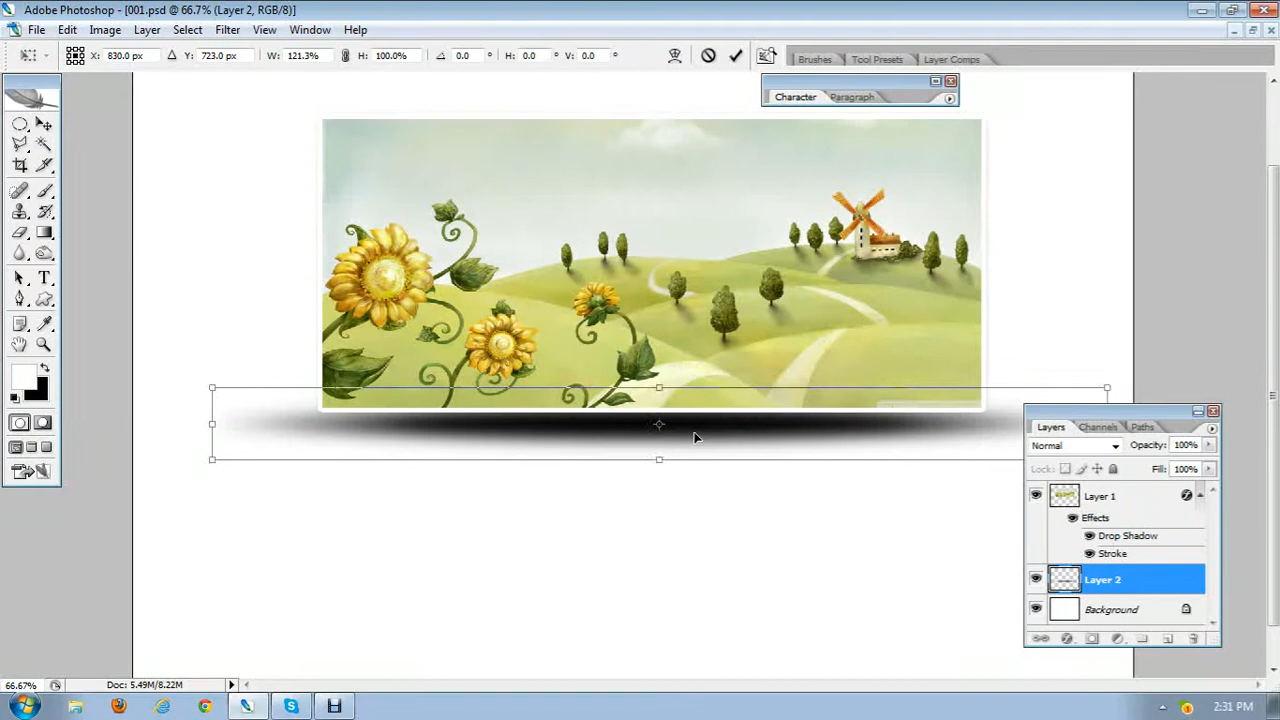 Adobe Photoshop - [001.psd @ 66.7% (Layer 2, RGB/8)]
File Edit Image Layer Select Filter View Window Help
X: 830.0 px Δ Y: 723.0 px W: 121.3% H: 100.0% 0.0 ° H: 0.0 ° V: 0.0 °
Brushes Tool Presets Layer Comps
Character Paragraph
T
Layers Channels Paths
Normal Opacity: 100%
Lock: Fill: 100%
Layer 1
Effects
Drop Shadow
Stroke
Layer 2
Background
66.67% Doc: 5.49M/8.22M
2:31 PM